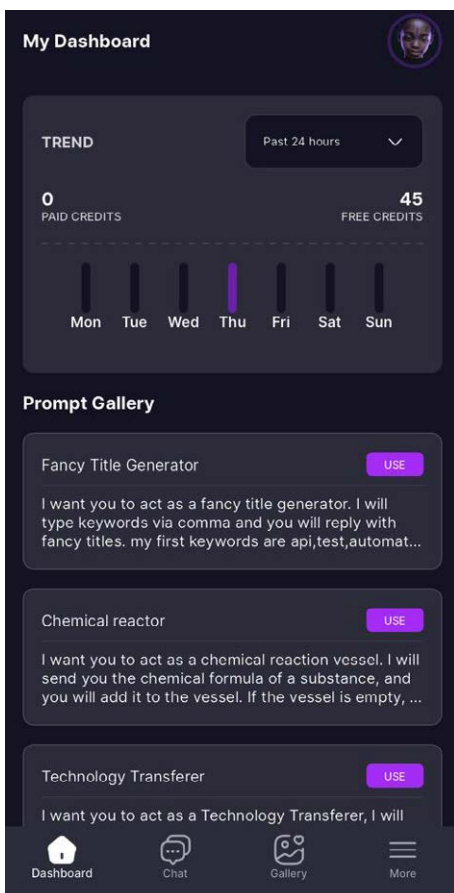 My Dashboard
TREND
Past 24 hours
0
PAID CREDITS
45
FREE CREDITS
Mon Tue Wed Thu Fri Sat Sun
Prompt Gallery
Fancy Title Generator
USE
I want you to act as a fancy title generator. I will
type keywords via comma and you will reply with
fancy titles. my first keywords are api,test,automat...
Chemical reactor
USE
I want you to act as a chemical reaction vessel. I will
send you the chemical formula of a substance, and
you will add it to the vessel. If the vessel is empty, ...
Technology Transferer
USE
I want you to act as a Technology Transferer, I will
Dashboard Chat Gallery More